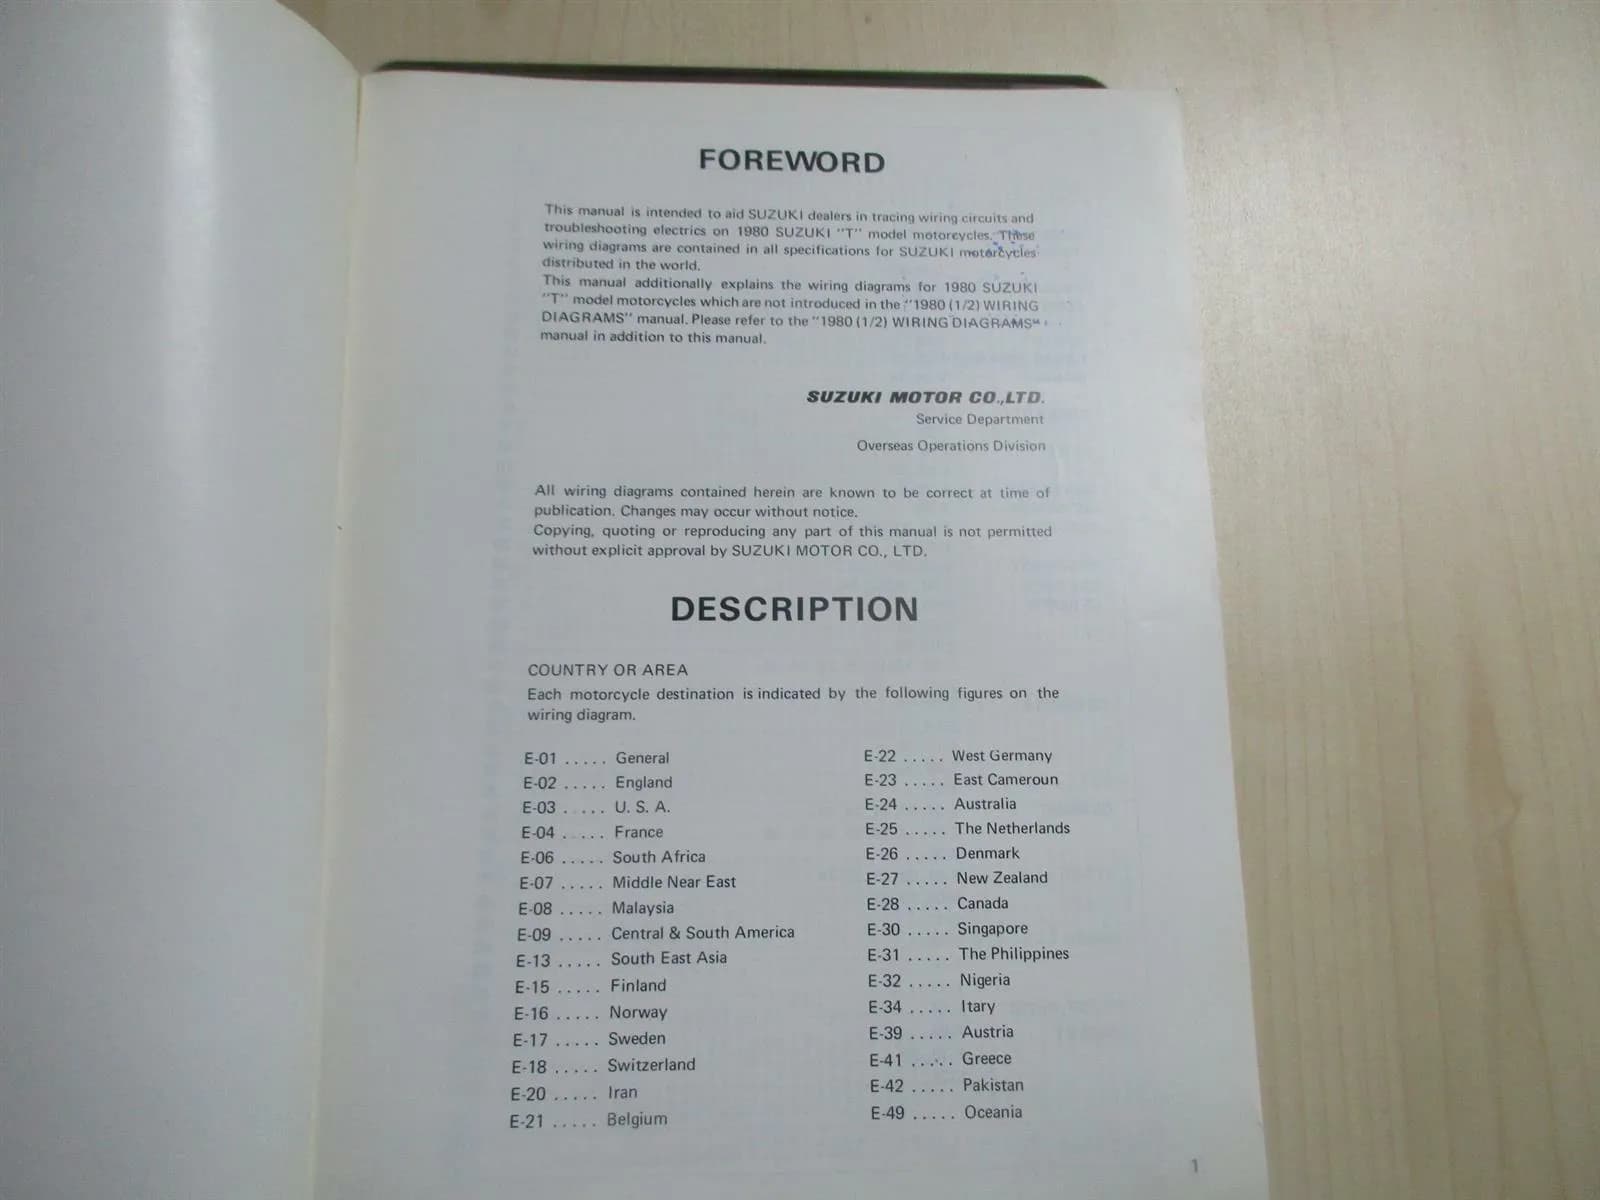 FOREWORD
This manual is intended to aid SUZUKI dealers in tracing wiring circuits and
troubleshooting electrics on 1980 SUZUKI "T" model motorcycles. These
wiring diagrams are contained in all specifications for SUZUKI motorcycles
distributed in the world.
This manual additionally explains the wiring diagrams for 1980 SUZUKI
"T" model motorcycles which are not introduced in the "1980 (1/2) WIRING
DIAGRAMS" manual. Please refer to the "1980 (1/2) WIRING DIAGRAMS"
manual in addition to this manual.
SUZUKI MOTOR CO.,LTD.
Service Department
Overseas Operations Division
All wiring diagrams contained herein are known to be correct at time of
publication. Changes may occur without notice.
Copying, quoting or reproducing any part of this manual is not permitted
without explicit approval by SUZUKI MOTOR CO., LTD.
DESCRIPTION
COUNTRY OR AREA
Each motorcycle destination is indicated by the following figures on the
wiring diagram.
E-01 ..... General
E-02 ..... England
E-03 ..... U. S. A.
E-04 ..... France
E-06 ..... South Africa
E-07 ..... Middle Near East
E-08 ..... Malaysia
E-09 ..... Central & South America
E-13 ..... South East Asia
E-15 ..... Finland
E-16 ..... Norway
E-17 ..... Sweden
E-18 ..... Switzerland
E-20 ..... Iran
E-21 ..... Belgium
E-22 ..... West Germany
E-23 ..... East Cameroun
E-24 ..... Australia
E-25 ..... The Netherlands
E-26 ..... Denmark
E-27 ..... New Zealand
E-28 ..... Canada
E-30 ..... Singapore
E-31 ..... The Philippines
E-32 ..... Nigeria
E-34 ..... Itary
E-39 ..... Austria
E-41 ..... Greece
E-42 ..... Pakistan
E-49 ..... Oceania
1